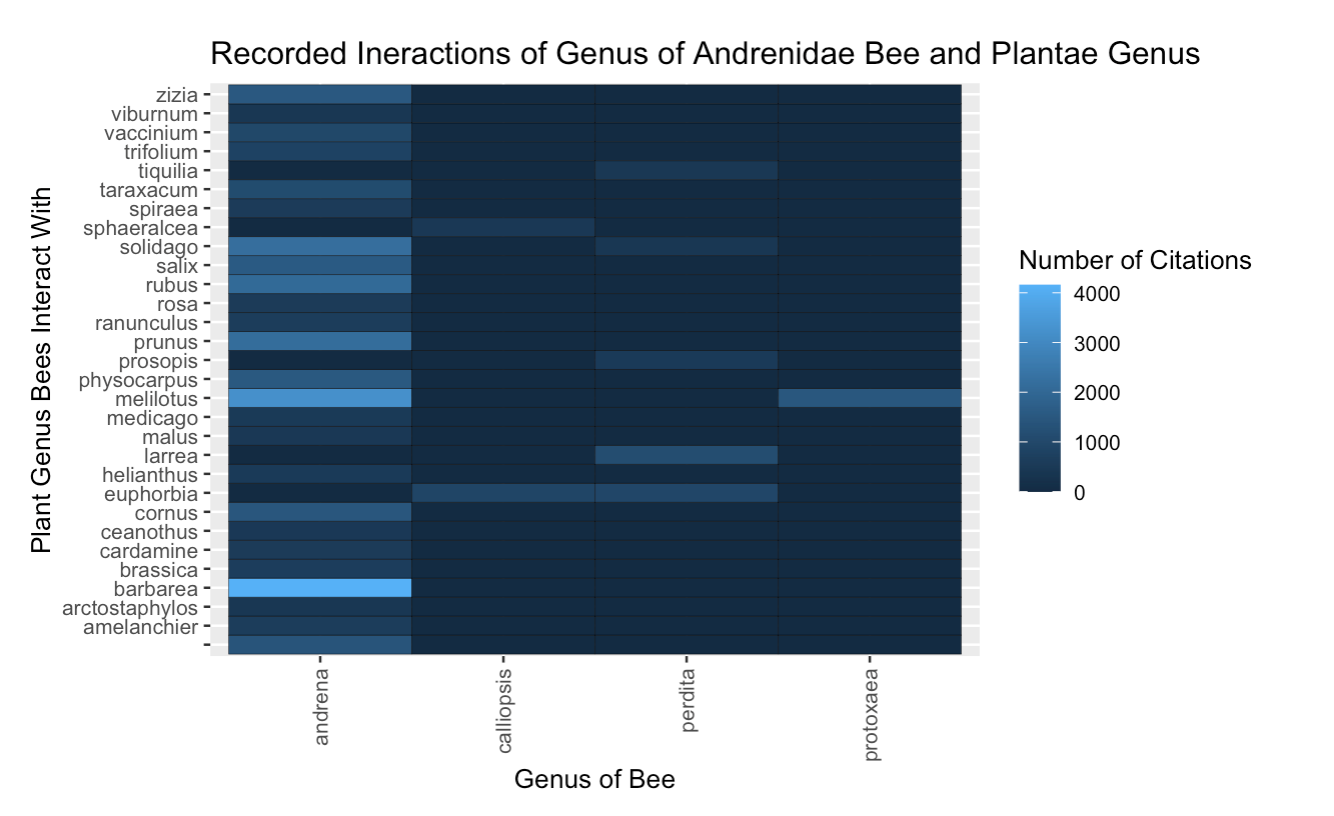 Recorded Ineractions of Genus of Andrenidae Bee and Plantae Genus
Plant Genus Bees Interact With
zizia
viburnum
vaccinium
trifolium
tiquilia
taraxacum
spiraea
sphaeralcea
solidago
salix
rubus
rosa
ranunculus
prunus
prosopis
physocarpus
melilotus
medicago
malus
larrea
helianthus
euphorbia
cornus
ceanothus
cardamine
brassica
barbarea
arctostaphylos
amelanchier
andrena
calliopsis
perdita
protoxaea
Genus of Bee
Number of Citations
4000
3000
2000
1000
0